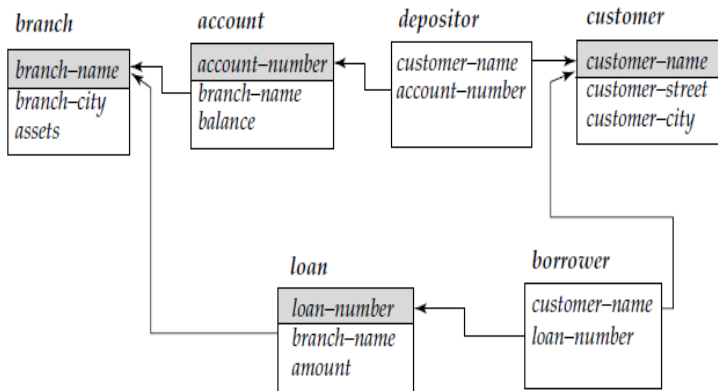 branch
branch–name
branch–city
assets
account
account–number
branch–name
balance
depositor
customer–name
account–number
customer
customer–name
customer–street
customer–city
loan
loan–number
branch–name
amount
borrower
customer–name
loan–number